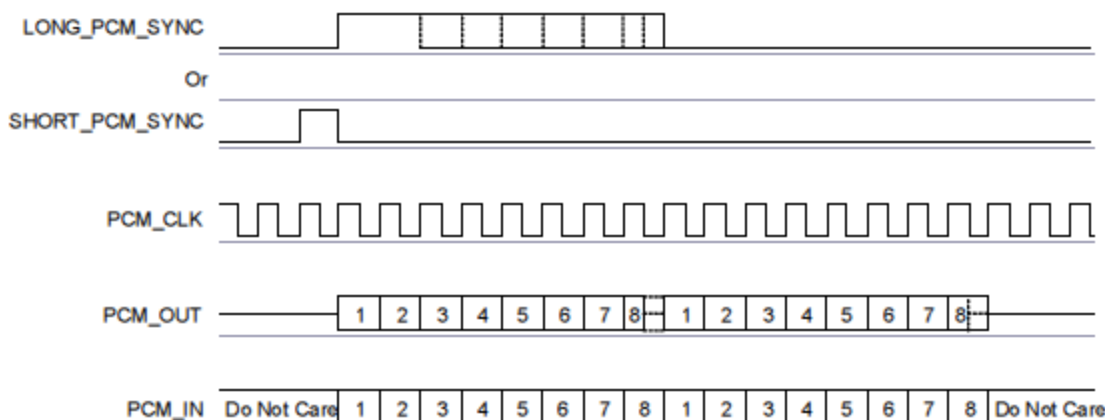 LONG_PCM_SYNC
Or
SHORT_PCM_SYNC
PCM_CLK
PCM_OUT 1 2 3 4 5 6 7 8 1 2 3 4 5 6 7 8
PCM_IN Do Not Care 1 2 3 4 5 6 7 8 1 2 3 4 5 6 7 8 Do Not Care